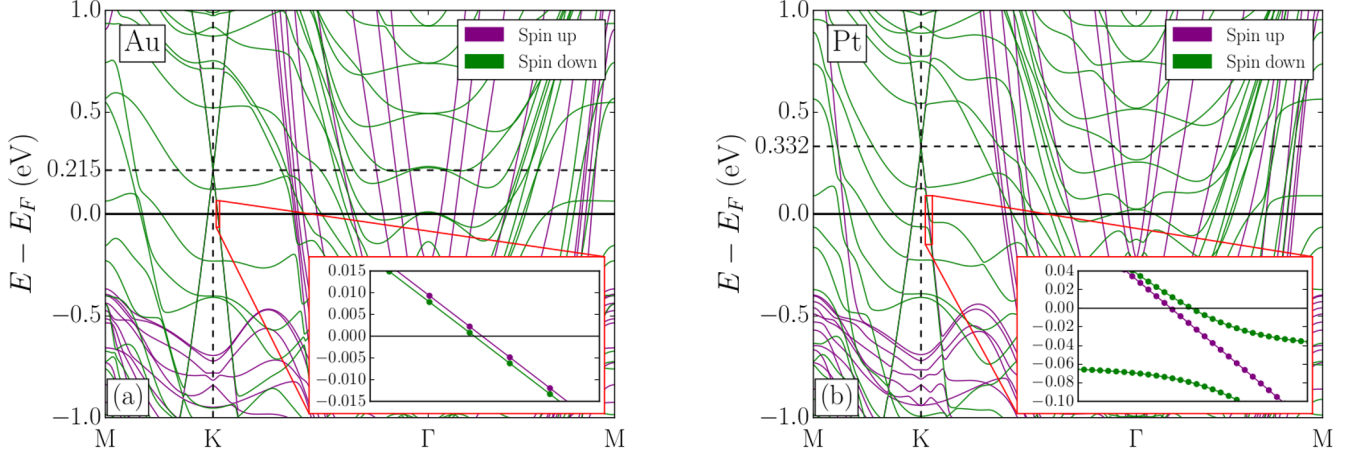 Au
Spin up
Spin down
E − E_F (eV)
1.0
0.5
0.215
0.0
−0.5
−1.0
0.015
0.010
0.005
0.000
−0.005
−0.010
−0.015
(a)
M K Γ M
Pt
Spin up
Spin down
E − E_F (eV)
1.0
0.5
0.332
0.0
−0.5
−1.0
0.04
0.02
0.00
−0.02
−0.04
−0.06
−0.08
−0.10
(b)
M K Γ M